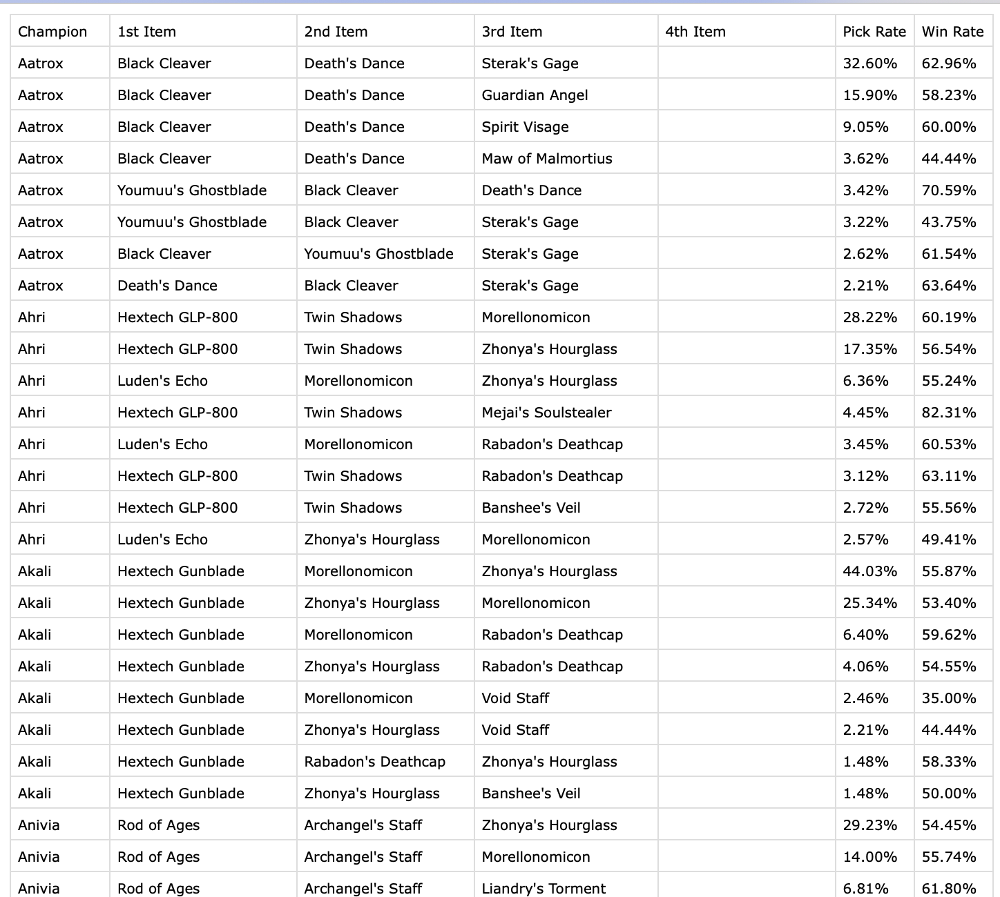 Champion 1st Item 2nd Item 3rd Item 4th Item Pick Rate Win Rate
Aatrox Black Cleaver Death's Dance Sterak's Gage 32.60% 62.96%
Aatrox Black Cleaver Death's Dance Guardian Angel 15.90% 58.23%
Aatrox Black Cleaver Death's Dance Spirit Visage 9.05% 60.00%
Aatrox Black Cleaver Death's Dance Maw of Malmortius 3.62% 44.44%
Aatrox Youmuu's Ghostblade Black Cleaver Death's Dance 3.42% 70.59%
Aatrox Youmuu's Ghostblade Black Cleaver Sterak's Gage 3.22% 43.75%
Aatrox Black Cleaver Youmuu's Ghostblade Sterak's Gage 2.62% 61.54%
Aatrox Death's Dance Black Cleaver Sterak's Gage 2.21% 63.64%
Ahri Hextech GLP-800 Twin Shadows Morellonomicon 28.22% 60.19%
Ahri Hextech GLP-800 Twin Shadows Zhonya's Hourglass 17.35% 56.54%
Ahri Luden's Echo Morellonomicon Zhonya's Hourglass 6.36% 55.24%
Ahri Hextech GLP-800 Twin Shadows Mejai's Soulstealer 4.45% 82.31%
Ahri Luden's Echo Morellonomicon Rabadon's Deathcap 3.45% 60.53%
Ahri Hextech GLP-800 Twin Shadows Rabadon's Deathcap 3.12% 63.11%
Ahri Hextech GLP-800 Twin Shadows Banshee's Veil 2.72% 55.56%
Ahri Luden's Echo Zhonya's Hourglass Morellonomicon 2.57% 49.41%
Akali Hextech Gunblade Morellonomicon Zhonya's Hourglass 44.03% 55.87%
Akali Hextech Gunblade Zhonya's Hourglass Morellonomicon 25.34% 53.40%
Akali Hextech Gunblade Morellonomicon Rabadon's Deathcap 6.40% 59.62%
Akali Hextech Gunblade Zhonya's Hourglass Rabadon's Deathcap 4.06% 54.55%
Akali Hextech Gunblade Morellonomicon Void Staff 2.46% 35.00%
Akali Hextech Gunblade Zhonya's Hourglass Void Staff 2.21% 44.44%
Akali Hextech Gunblade Rabadon's Deathcap Zhonya's Hourglass 1.48% 58.33%
Akali Hextech Gunblade Zhonya's Hourglass Banshee's Veil 1.48% 50.00%
Anivia Rod of Ages Archangel's Staff Zhonya's Hourglass 29.23% 54.45%
Anivia Rod of Ages Archangel's Staff Morellonomicon 14.00% 55.74%
Anivia Rod of Ages Archangel's Staff Liandry's Torment 6.81% 61.80%